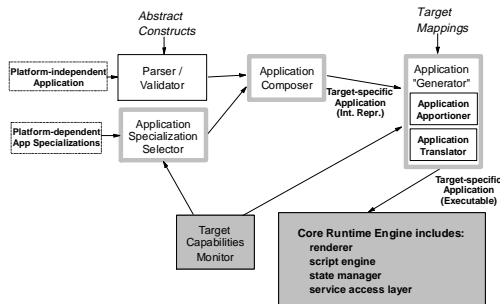 Abstract
Constructs
Target
Mappings
Platform-independent
Application
Parser /
Validator
Application
Composer
Target-specific
Application
(Int. Repr.)
Application
"Generator"
Application
Apportioner
Application
Translator
Platform-dependent
App Specializations
Application
Specialization
Selector
Target-specific
Application
(Executable)
Target
Capabilities
Monitor
Core Runtime Engine includes:
renderer
script engine
state manager
service access layer